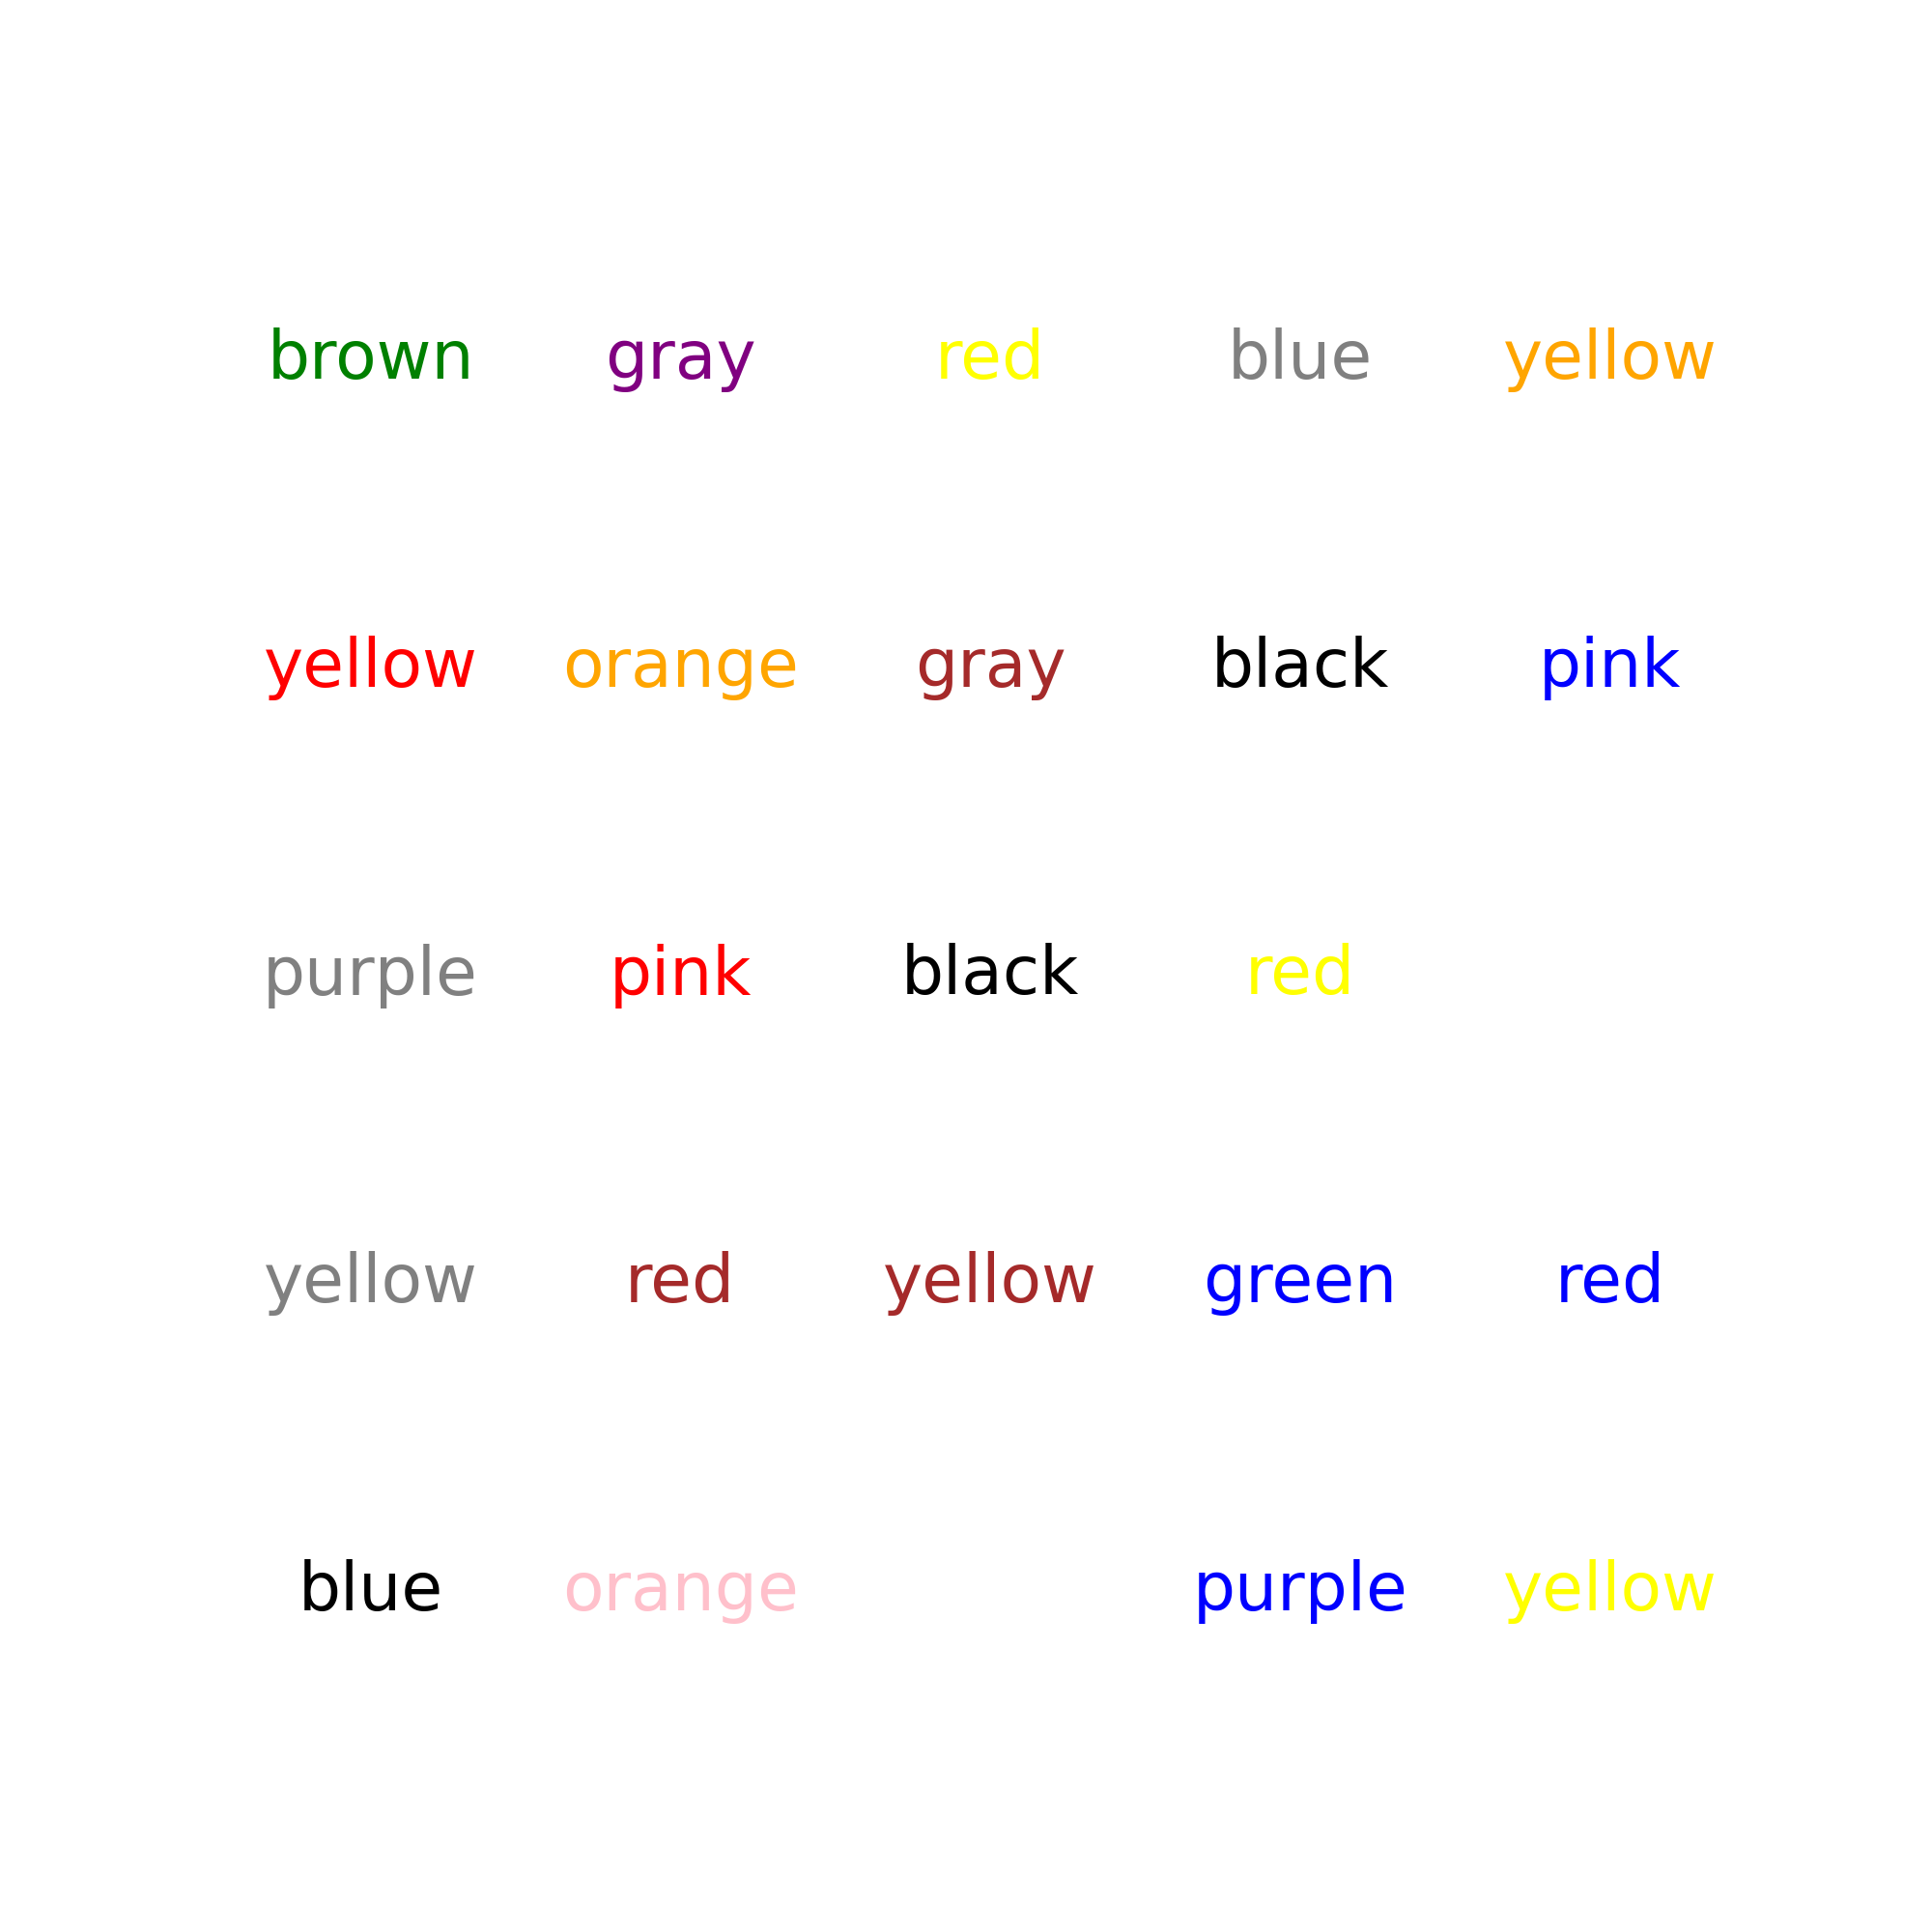 brown gray red blue yellow
yellow orange gray black pink
purple pink black red
yellow red yellow green red
blue orange purple yellow